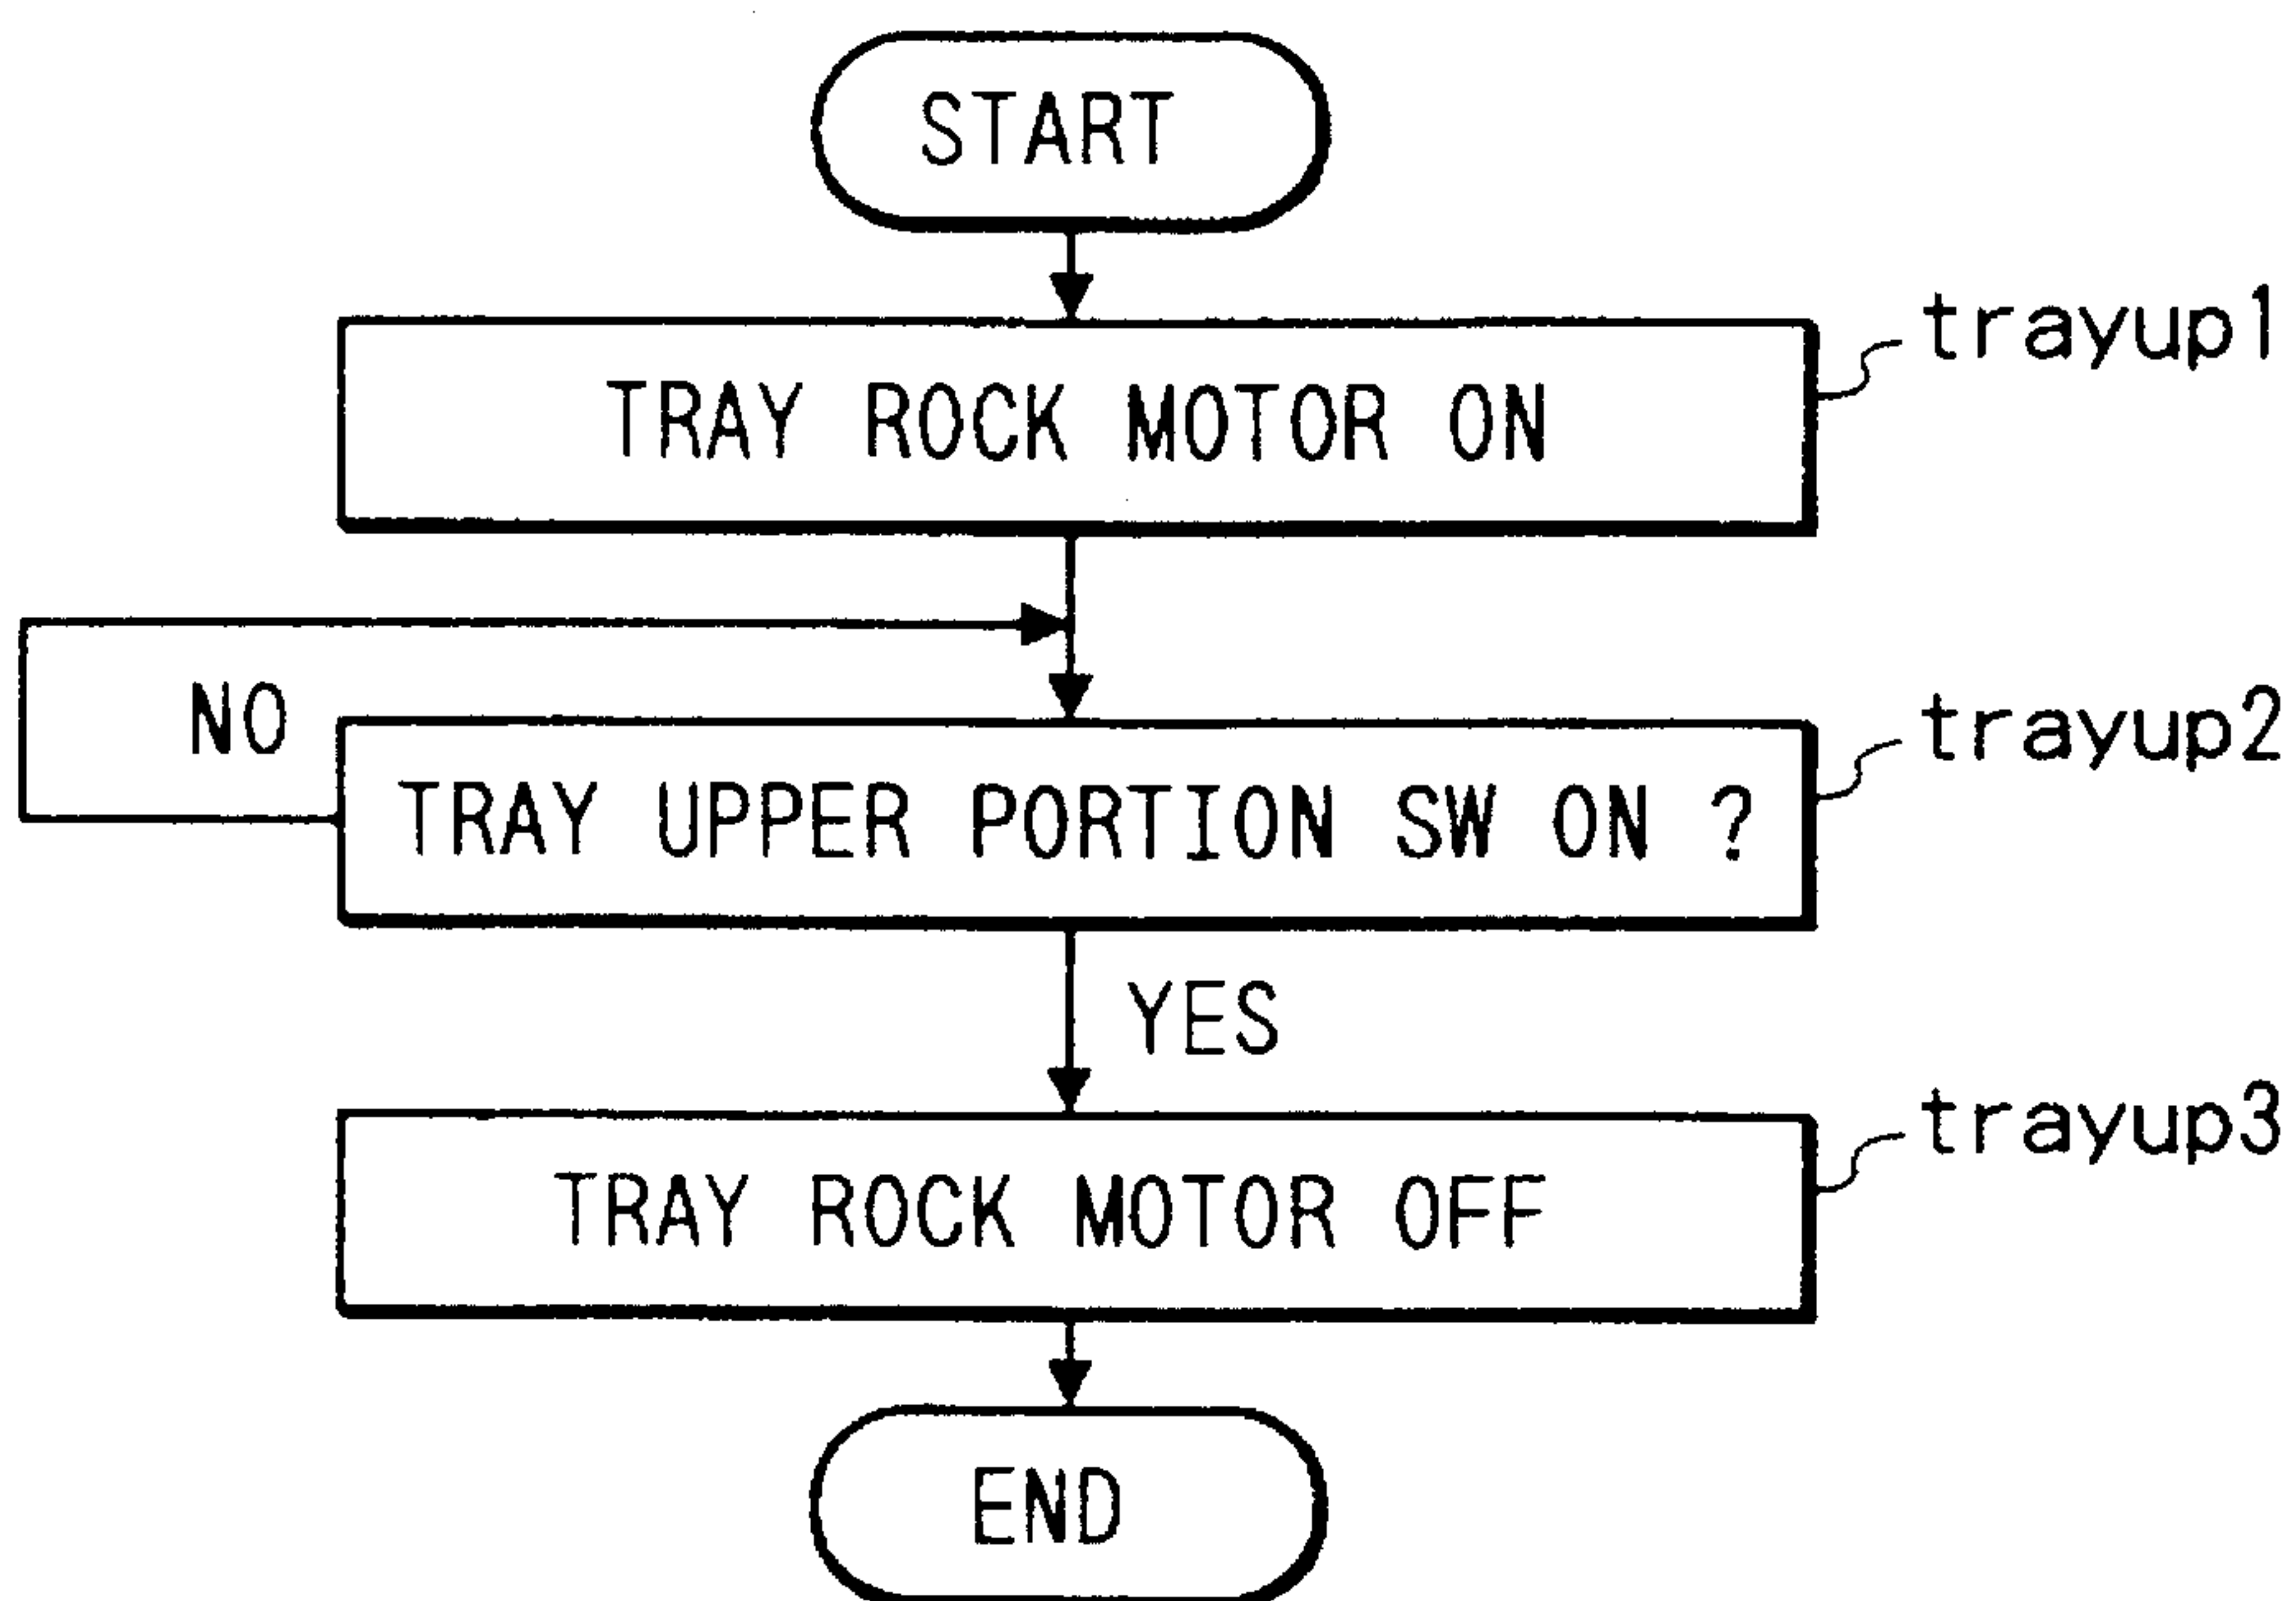 START
TRAY ROCK MOTOR ON
trayup1
NO
TRAY UPPER PORTION SW ON ?
trayup2
YES
TRAY ROCK MOTOR OFF
trayup3
END